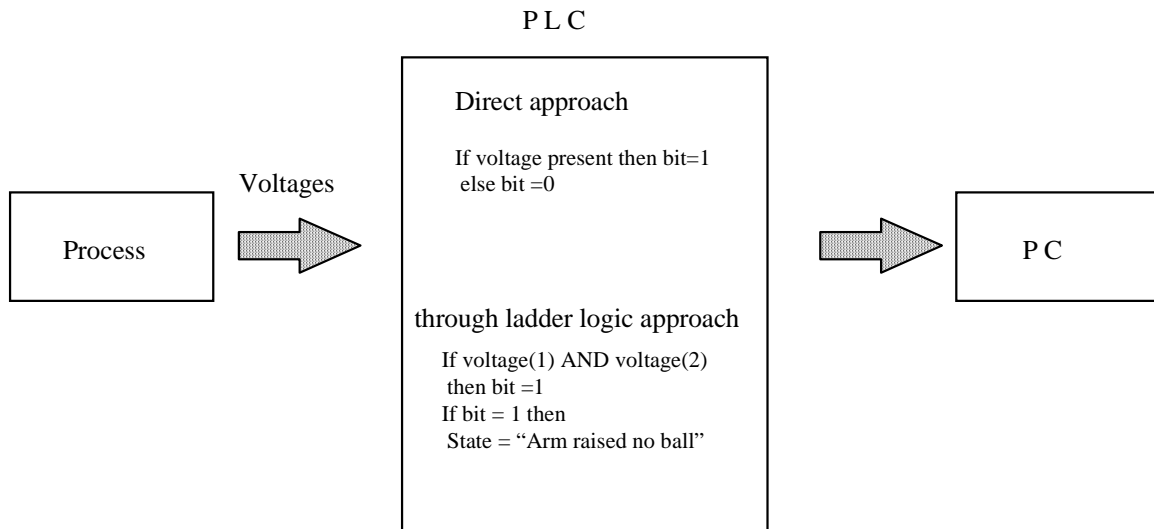 P L C
Direct approach
If voltage present then bit=1
else bit =0
Voltages
Process
P C
through ladder logic approach
If voltage(1) AND voltage(2)
then bit =1
If bit = 1 then
State = “Arm raised no ball”